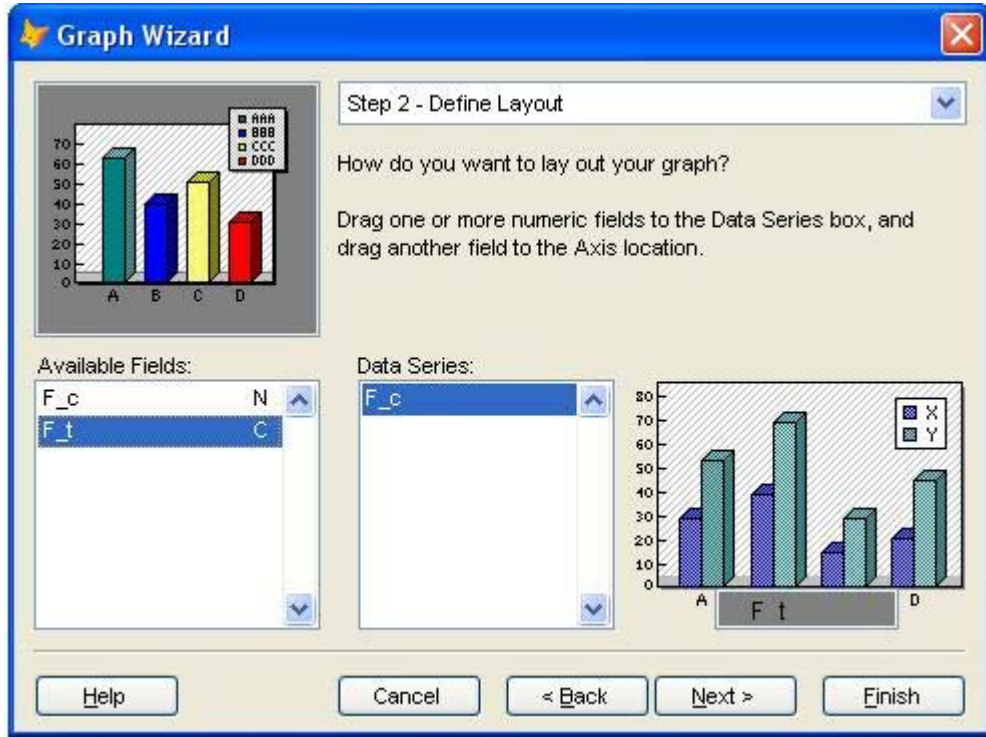 Graph Wizard
Step 2 - Define Layout
How do you want to lay out your graph?
Drag one or more numeric fields to the Data Series box, and
drag another field to the Axis location.
AAA
BBB
CCC
DDD
70
60
50
40
30
20
10
0
A B C D
Available Fields:
F_c N
F_t C
Data Series:
F_c
80
70
60
50
40
30
20
10
0
X
Y
A D
F_t
Help
Cancel
< Back
Next >
Finish